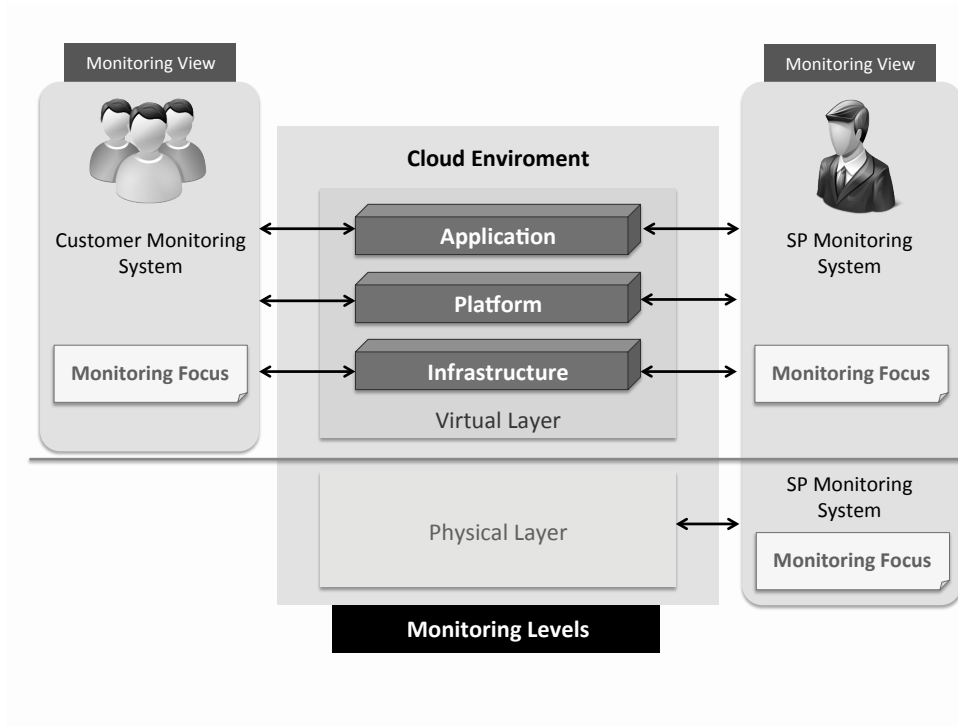 Monitoring View
Monitoring View
Cloud Enviroment
Customer Monitoring
System
Application
Platform
Infrastructure
Virtual Layer
SP Monitoring
System
Monitoring Focus
Monitoring Focus
Physical Layer
SP Monitoring
System
Monitoring Focus
Monitoring Levels